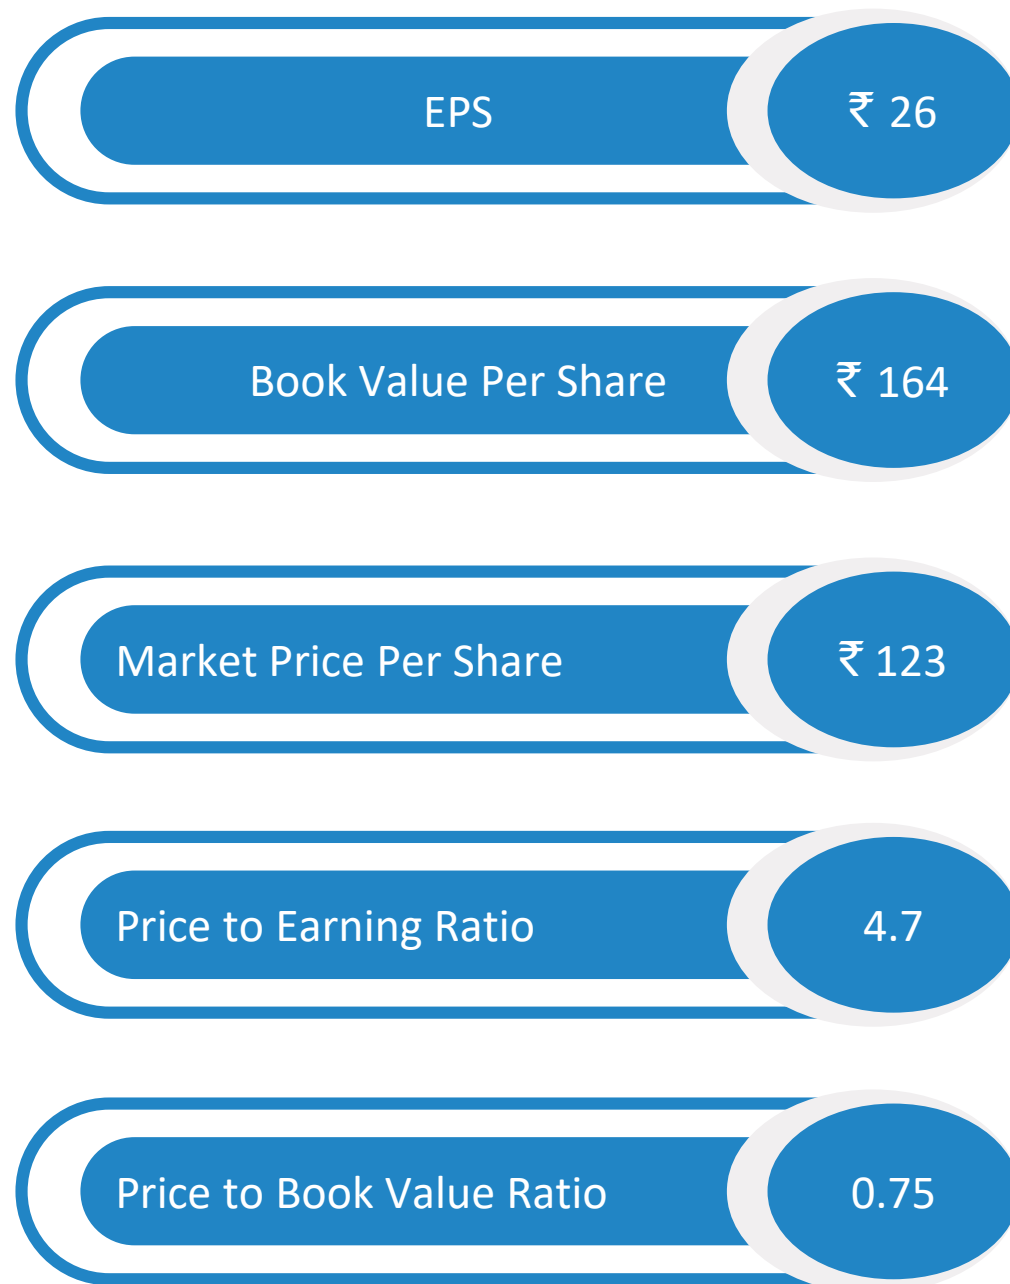 EPS ₹ 26
Book Value Per Share ₹ 164
Market Price Per Share ₹ 123
Price to Earning Ratio 4.7
Price to Book Value Ratio 0.75